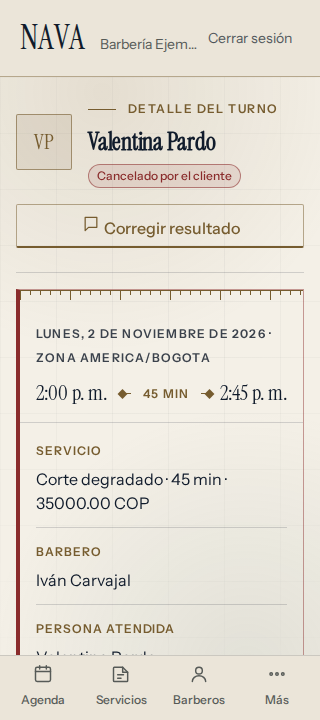 NAVA
Barbería Ejem...
Cerrar sesión
DETALLE DEL TURNO
VP
Valentina Pardo
Cancelado por el cliente
Corregir resultado
LUNES, 2 DE NOVIEMBRE DE 2026 ·
ZONA AMERICA/BOGOTA
2:00 p. m. 45 MIN 2:45 p. m.
SERVICIO
Corte degradado · 45 min ·
35000.00 COP
BARBERO
Iván Carvajal
PERSONA ATENDIDA
Valentina Pardo
Agenda
Servicios
Barberos
Más